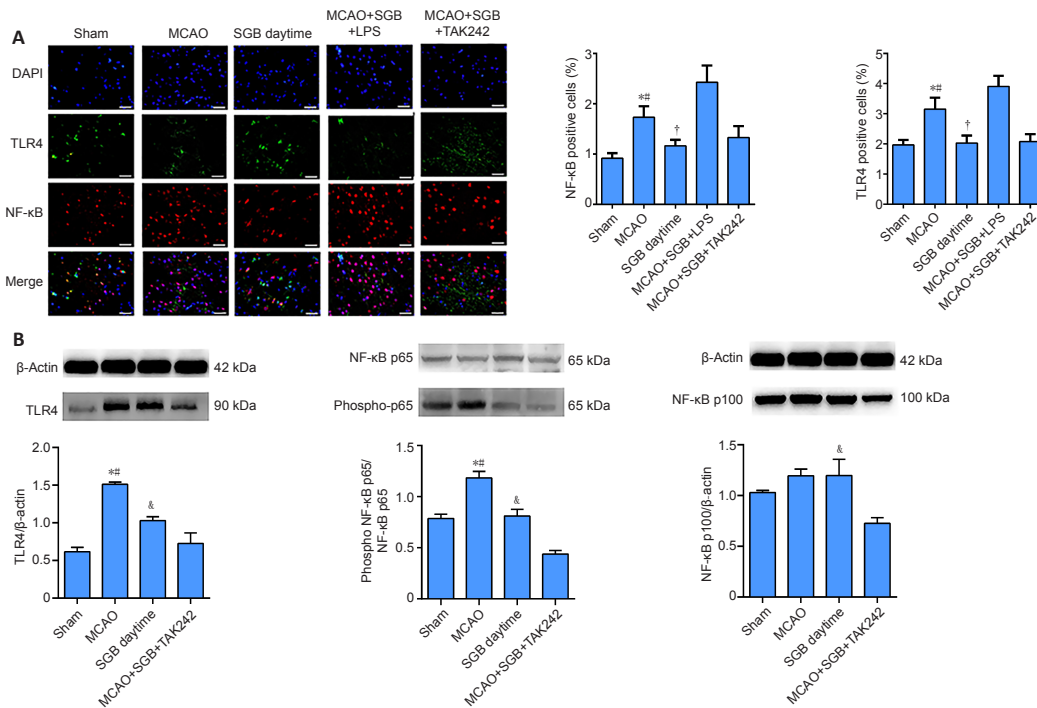 A
Sham
MCAO
SGB daytime
MCAO+SGB
+LPS
MCAO+SGB
+TAK242
DAPI
TLR4
NF-κB
Merge
NF-κB positive cells (%)
3
2
1
0
*#
†
Sham
MCAO
SGB daytime
MCAO+SGB+LPS
MCAO+SGB+TAK242
TLR4 positive cells (%)
5
4
3
2
1
0
*#
†
Sham
MCAO
SGB daytime
MCAO+SGB+LPS
MCAO+SGB+TAK242
B
β-Actin
42 kDa
TLR4
90 kDa
TLR4/β-actin
2.0
1.5
1.0
0.5
0
*#
&
Sham
MCAO
SGB daytime
MCAO+SGB+TAK242
NF-κB p65
65 kDa
Phospho-p65
65 kDa
Phospho NF-κB p65/
NF-κB p65
1.5
1.0
0.5
0
*#
&
Sham
MCAO
SGB daytime
MCAO+SGB+TAK242
β-Actin
42 kDa
NF-κB p100
100 kDa
NF-κB p100/β-actin
1.5
1.0
0.5
0
&
Sham
MCAO
SGB daytime
MCAO+SGB+TAK242